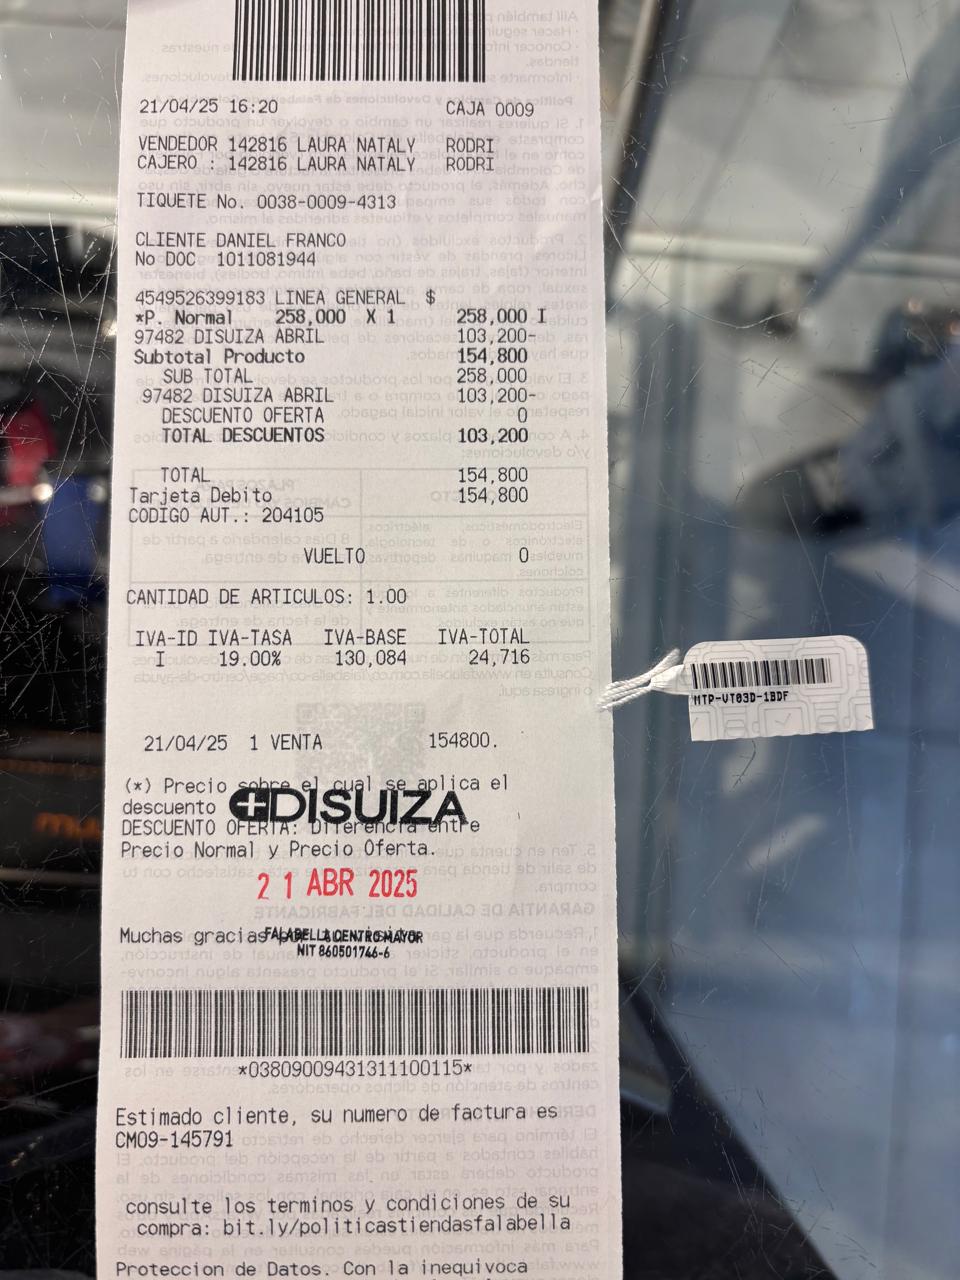 21/04/25 16:20 CAJA 0009
VENDEDOR 142816 LAURA NATALY RODRI
CAJERO : 142816 LAURA NATALY RODRI
TIQUETE No. 0038-0009-4313
CLIENTE DANIEL FRANCO
No DOC 1011081944
4549526399183 LINEA GENERAL $
*P. Normal 258,000 X 1 258,000 I
97482 DISUIZA ABRIL 103,200-
Subtotal Producto 154,800
SUB TOTAL 258,000
97482 DISUIZA ABRIL 103,200-
DESCUENTO OFERTA 0
TOTAL DESCUENTOS 103,200
TOTAL 154,800
Tarjeta Debito 154,800
CODIGO AUT.: 204105
VUELTO 0
CANTIDAD DE ARTICULOS: 1.00
IVA-ID IVA-TASA IVA-BASE IVA-TOTAL
I 19.00% 130,084 24,716
MTP-VT03D-1BDF
21/04/25 1 VENTA 154800.
(*) Precio sobre el cual se aplica el
descuento
DISUIZA
DESCUENTO OFERTA: Diferencia entre
Precio Normal y Precio Oferta.
21 ABR 2025
Muchas gracias
FALABELLA CENTRO MAYOR
NIT 860501746-6
*03809009431311100115*
Estimado cliente, su numero de factura es
CM09-145791
consulte los terminos y condiciones de su
compra: bit.ly/politicastiendasfalabella
Proteccion de Datos. Con la inequivoca